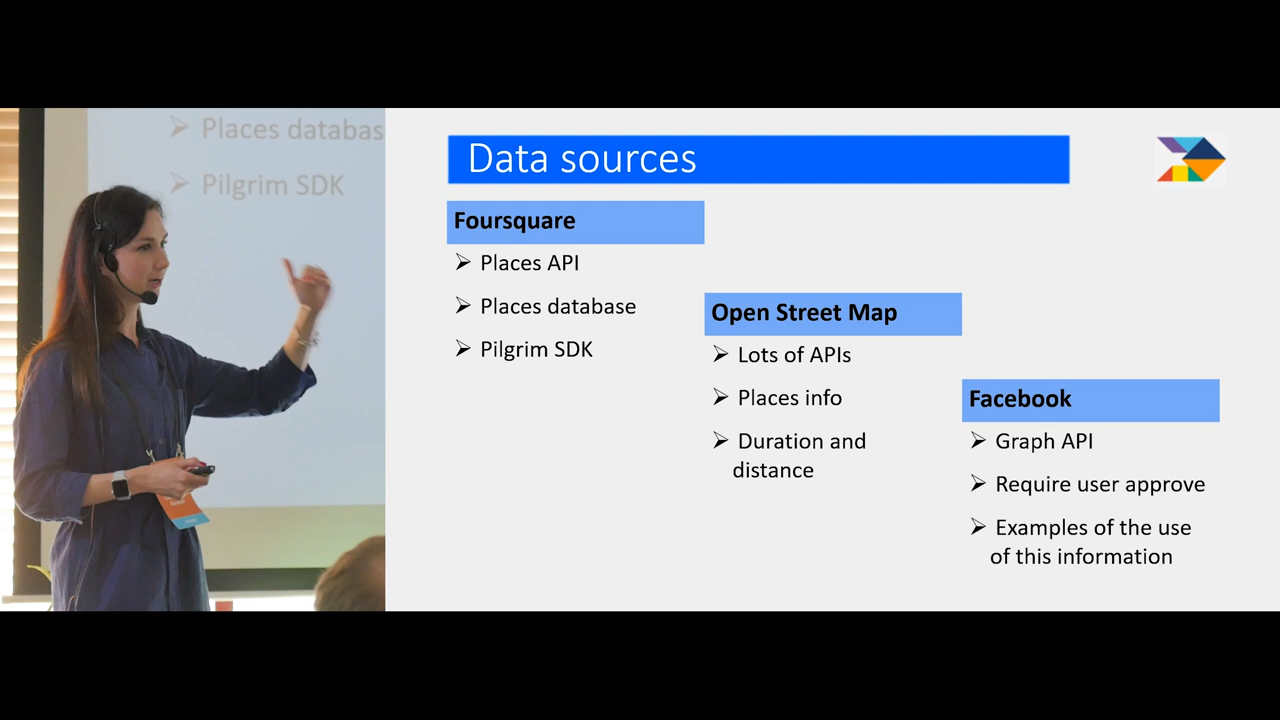 Places databas
Pilgrim SDK
Data sources
Foursquare
Places API
Places database
Pilgrim SDK
Open Street Map
Lots of APIs
Places info
Duration and
distance
Facebook
Graph API
Require user approve
Examples of the use
of this information